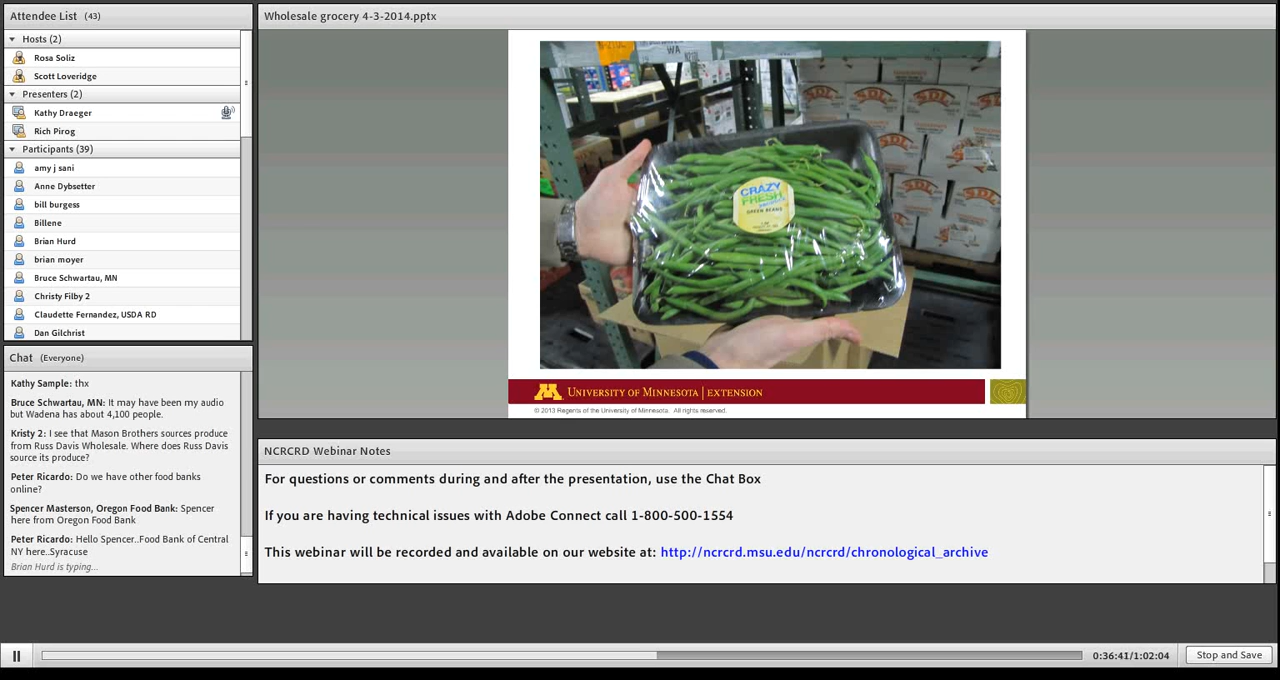 Attendee List (43)
Hosts (2)
Rosa Soliz
Scott Loveridge
Presenters (2)
Kathy Draeger
Rich Pirog
Participants (39)
amy j sani
Anne Dybsetter
bill burgess
Billene
Brian Hurd
brian moyer
Bruce Schwartau, MN
Christy Filby 2
Claudette Fernandez, USDA RD
Dan Gilchrist
Chat (Everyone)
Kathy Sample: thx
Bruce Schwartau, MN: It may have been my audio
but Wadena has about 4,100 people.
Kristy 2: I see that Mason Brothers sources produce
from Russ Davis Wholesale. Where does Russ Davis
source its produce?
Peter Ricardo: Do we have other food banks
online?
Spencer Masterson, Oregon Food Bank: Spencer
here from Oregon Food Bank
Peter Ricardo: Hello Spencer..Food Bank of Central
NY here..Syracuse
Brian Hurd is typing...
Wholesale grocery 4-3-2014.pptx
WA
SDL
SDL
SDL
SDL
SDL
SDL
CRAZY
FRESH
GREEN BEANS
UNIVERSITY OF MINNESOTA | EXTENSION
© 2013 Regents of the University of Minnesota. All rights reserved.
NCRCRD Webinar Notes
For questions or comments during and after the presentation, use the Chat Box
If you are having technical issues with Adobe Connect call 1-800-500-1554
This webinar will be recorded and available on our website at: http://ncrcrd.msu.edu/ncrcrd/chronological_archive
0:36:41/1:02:04
Stop and Save